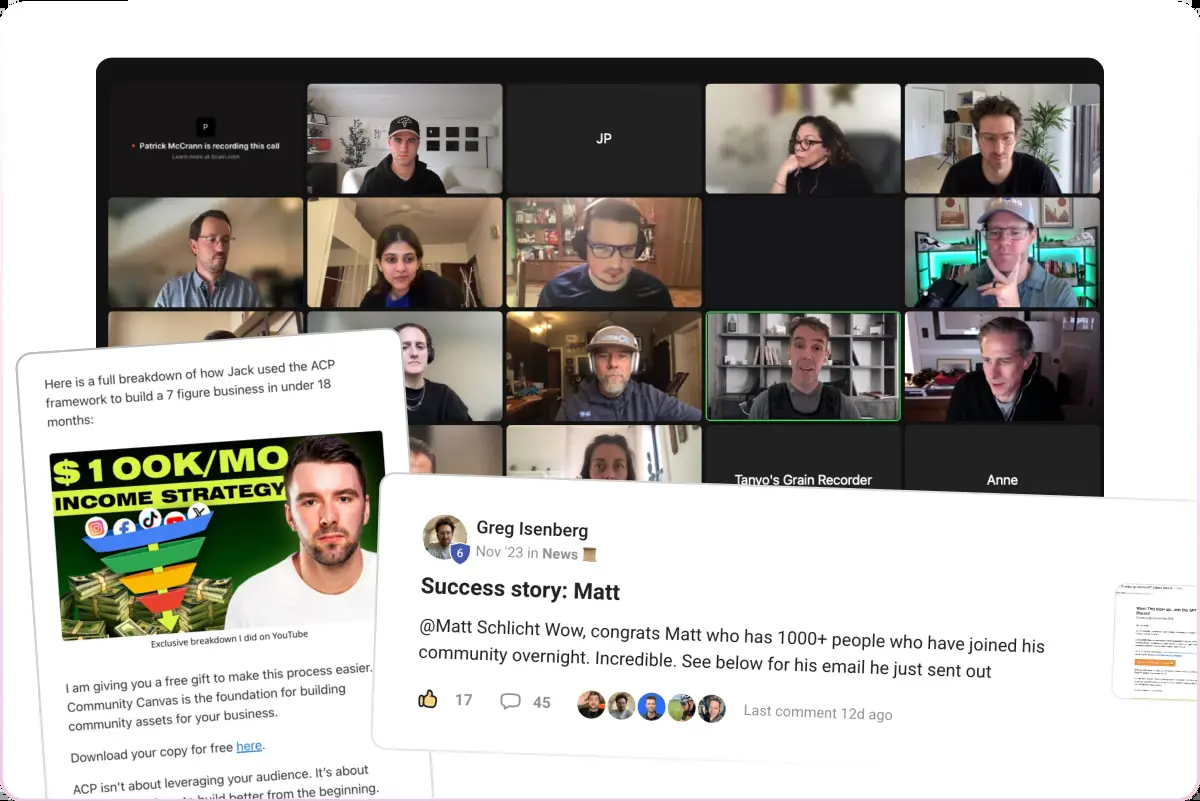 P
Patrick McCrann is recording this call
Learn more at Grain.com
JP
Tanyo's Grain Recorder
Anne
Here is a full breakdown of how Jack used the ACP
framework to build a 7 figure business in under 18
months:
$100K/MO
INCOME STRATEGY
Exclusive breakdown I did on YouTube
I am giving you a free gift to make this process easier.
Community Canvas is the foundation for building
community assets for your business.
Download your copy for free here.
ACP isn't about leveraging your audience. It's about
build better from the beginning.
Greg Isenberg
6
Nov '23 in News
Success story: Matt
@Matt Schlicht Wow, congrats Matt who has 1000+ people who have joined his
community overnight. Incredible. See below for his email he just sent out
17
45
Last comment 12d ago